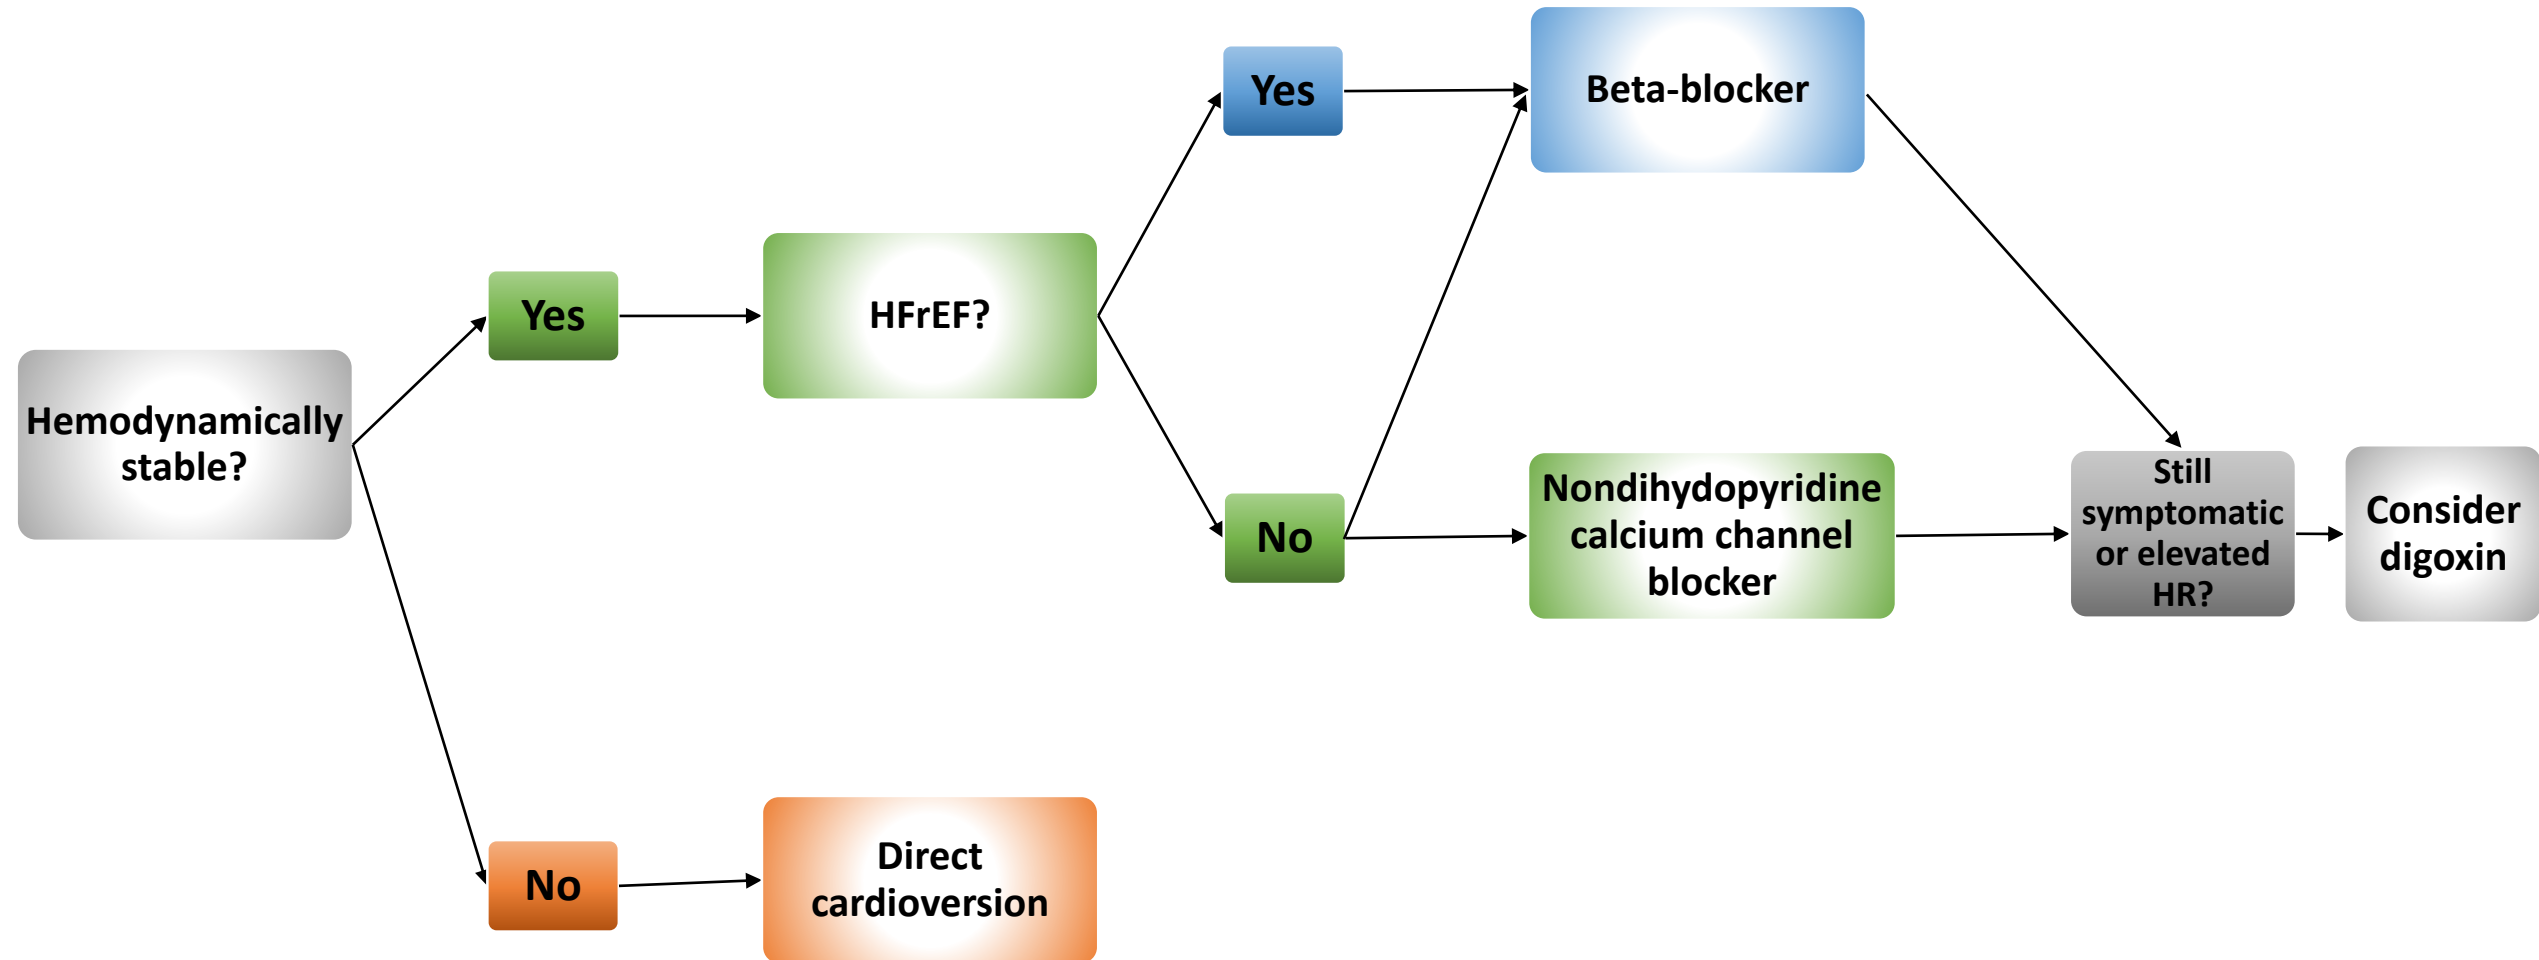 Hemodynamically
stable?
Yes
HFrEF?
Yes
Beta-blocker
No
Nondihydopyridine
calcium channel
blocker
Still
symptomatic
or elevated
HR?
Consider
digoxin
No
Direct
cardioversion